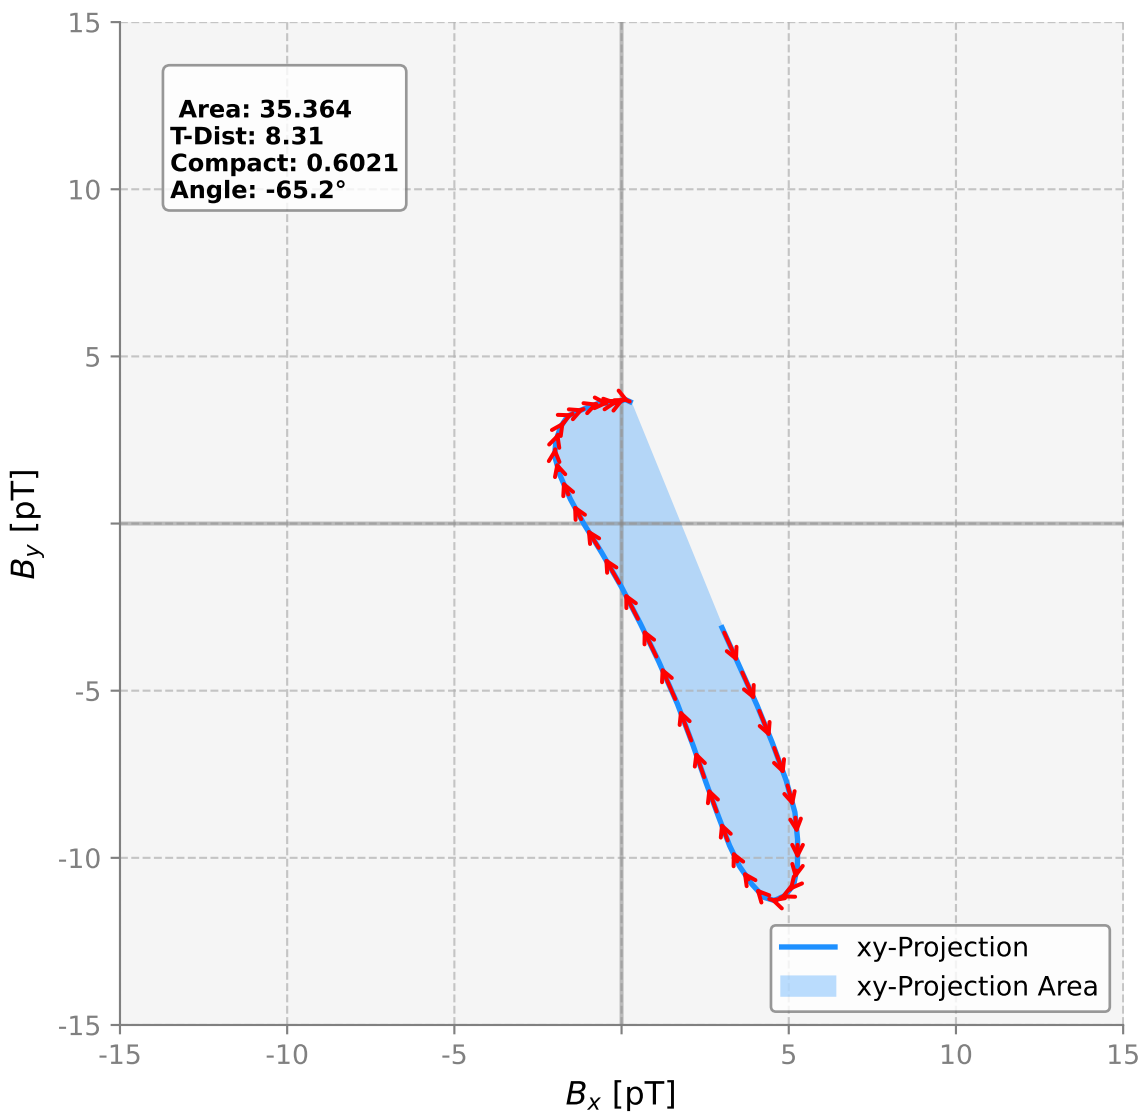 15
10
5
-5
-10
-15
Area: 35.364
T-Dist: 8.31
Compact: 0.6021
Angle: -65.2°
B_y [pT]
xy-Projection
xy-Projection Area
-15
-10
-5
5
10
15
B_x [pT]